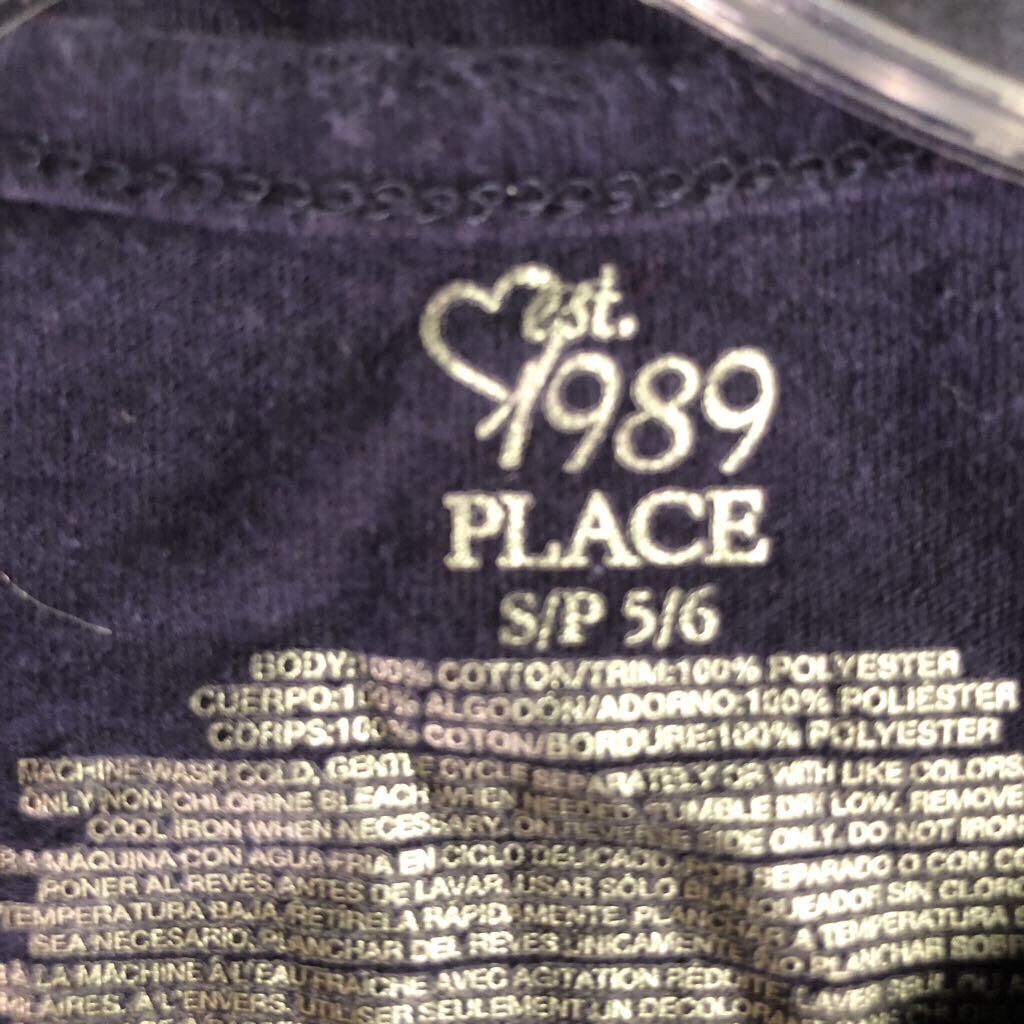 est.
1989
PLACE
S/P 5/6
BODY:100% COTTON/TRIM:100% POLYESTER
CUERPO:100% ALGODÓN/ADORNO:100% POLIESTER
CORPS:100% COTON/BORDURE:100% POLYESTER
MACHINE WASH COLD, GENTLE CYCLE SEPARATELY OR WITH LIKE COLORS
ONLY NON CHLORINE BLEACH WHEN NEEDED. TUMBLE DRY LOW. REMOVE
COOL IRON WHEN NECESSARY, ON REVERSE SIDE ONLY. DO NOT IRON
MAQUINA CON AGUA FRIA EN CICLO DELICADO POR SEPARADO O CON
PONER AL REVÉS ANTES DE LAVAR. USAR SÓLO BLANQUEADOR SIN
TEMPERATURA BAJA. RETIRELA RAPIDAMENTE. PLANCHAR A TEMPERATURA
SEA NECESARIO, PLANCHAR DEL REVES UNICAMENTE. NO PLANCHAR
À LA MACHINE À L'EAU FRAICHE AVEC AGITATION RÉDUITE. LAVER SEUL OU
À L'ENVERS. UTILISER SEULEMENT UN